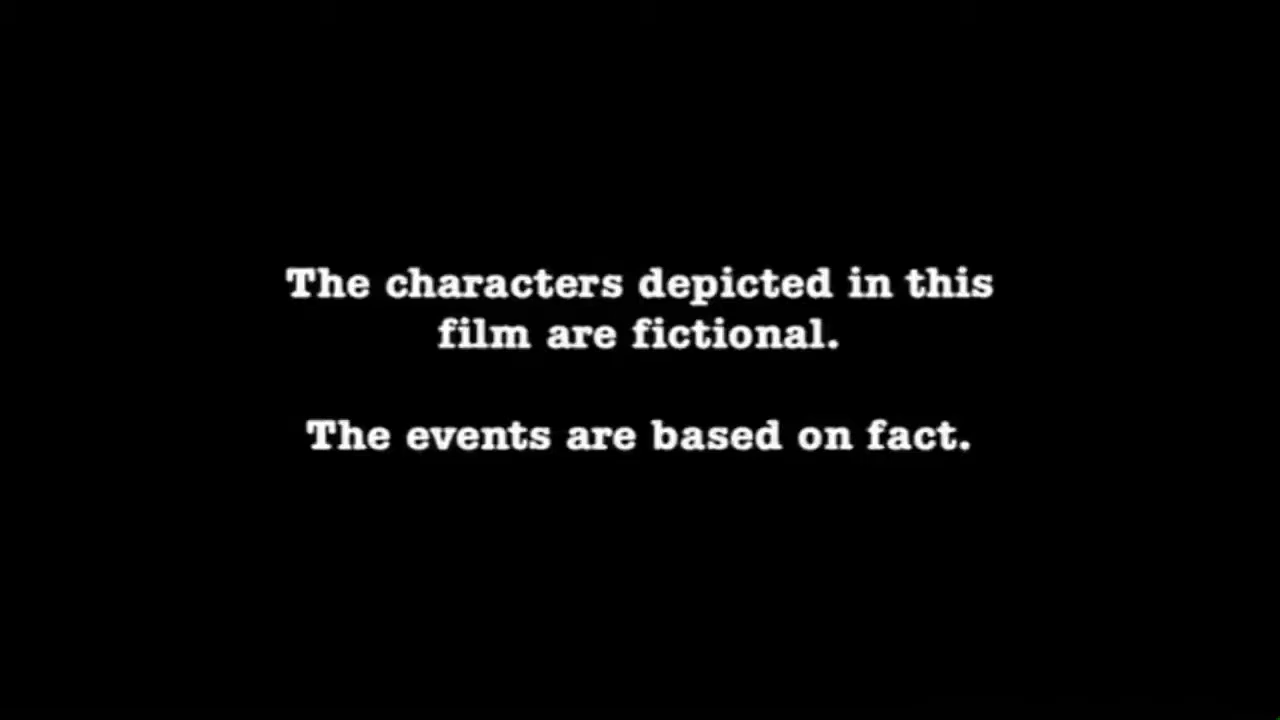 The characters depicted in this
film are fictional.
The events are based on fact.